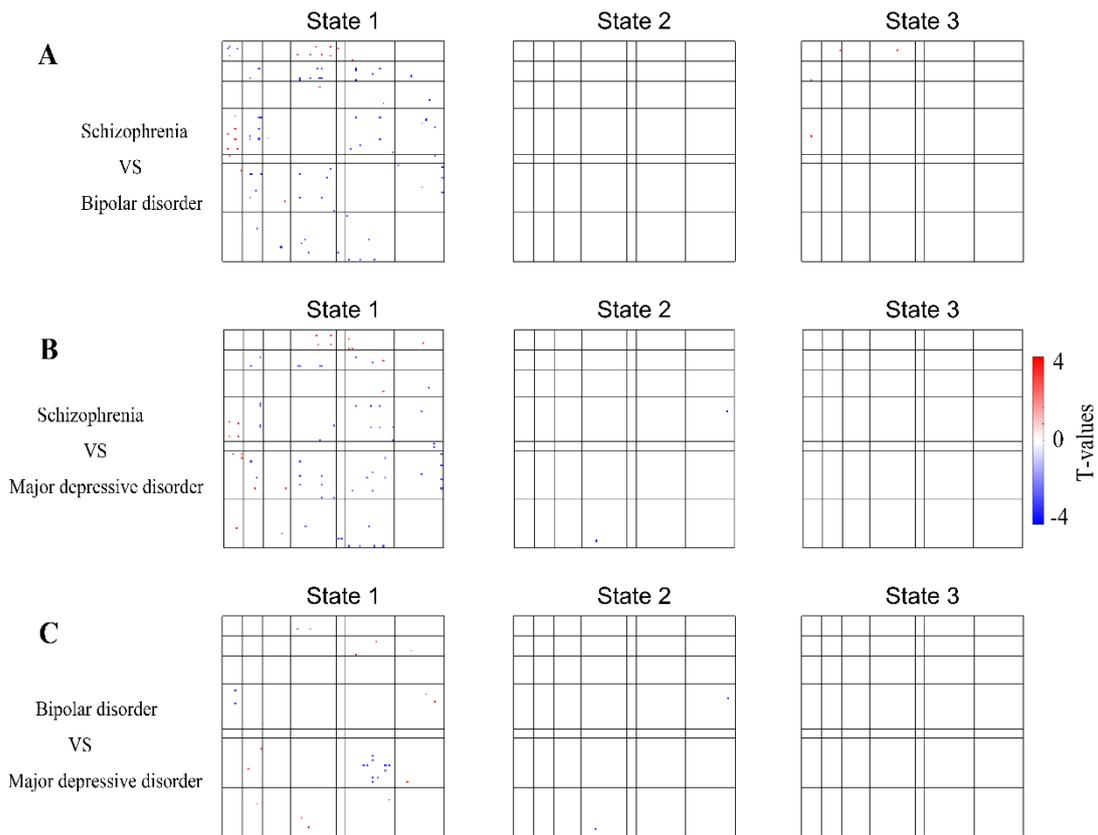 State 1 State 2 State 3
A
Schizophrenia
VS
Bipolar disorder
State 1 State 2 State 3
B
Schizophrenia
VS
Major depressive disorder
4
0
-4
T-values
State 1 State 2 State 3
C
Bipolar disorder
VS
Major depressive disorder